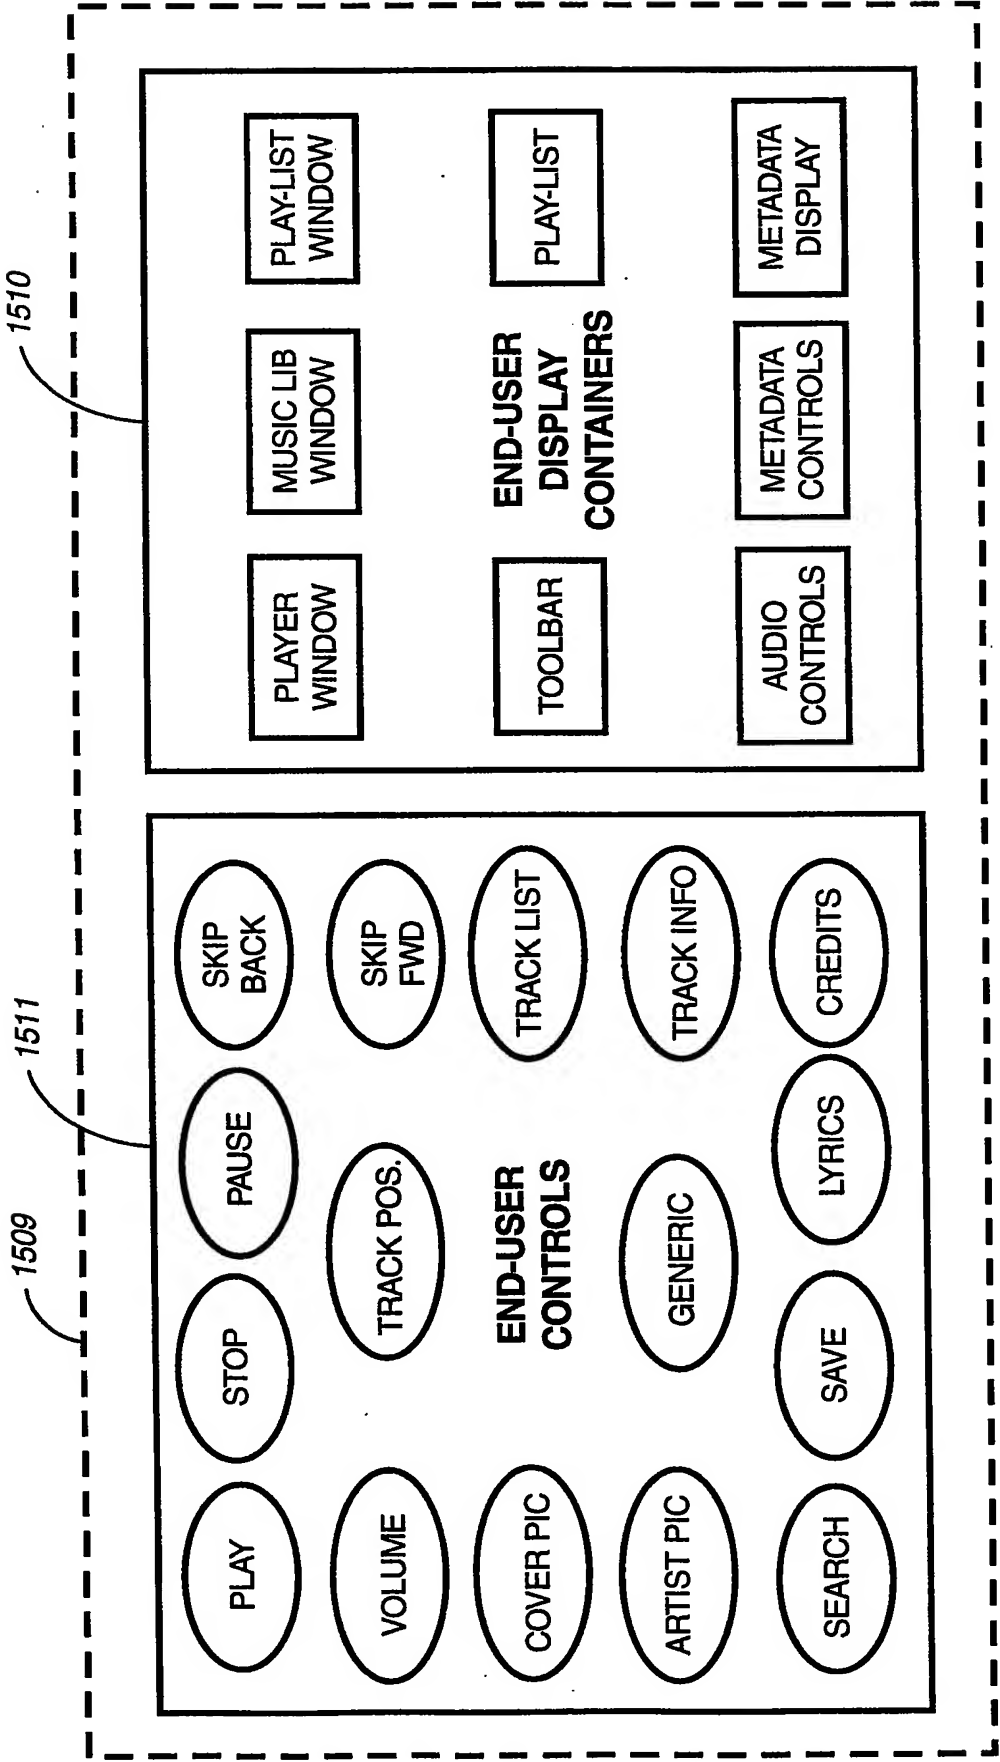 1509
1511
1510
PLAY
STOP
PAUSE
SKIP
BACK
VOLUME
TRACK POS.
SKIP
FWD
COVER PIC
END-USER
CONTROLS
TRACK LIST
ARTIST PIC
GENERIC
TRACK INFO
SEARCH
SAVE
LYRICS
CREDITS
PLAYER
WINDOW
MUSIC LIB
WINDOW
PLAY-LIST
WINDOW
TOOLBAR
END-USER
DISPLAY
CONTAINERS
PLAY-LIST
AUDIO
CONTROLS
METADATA
CONTROLS
METADATA
DISPLAY